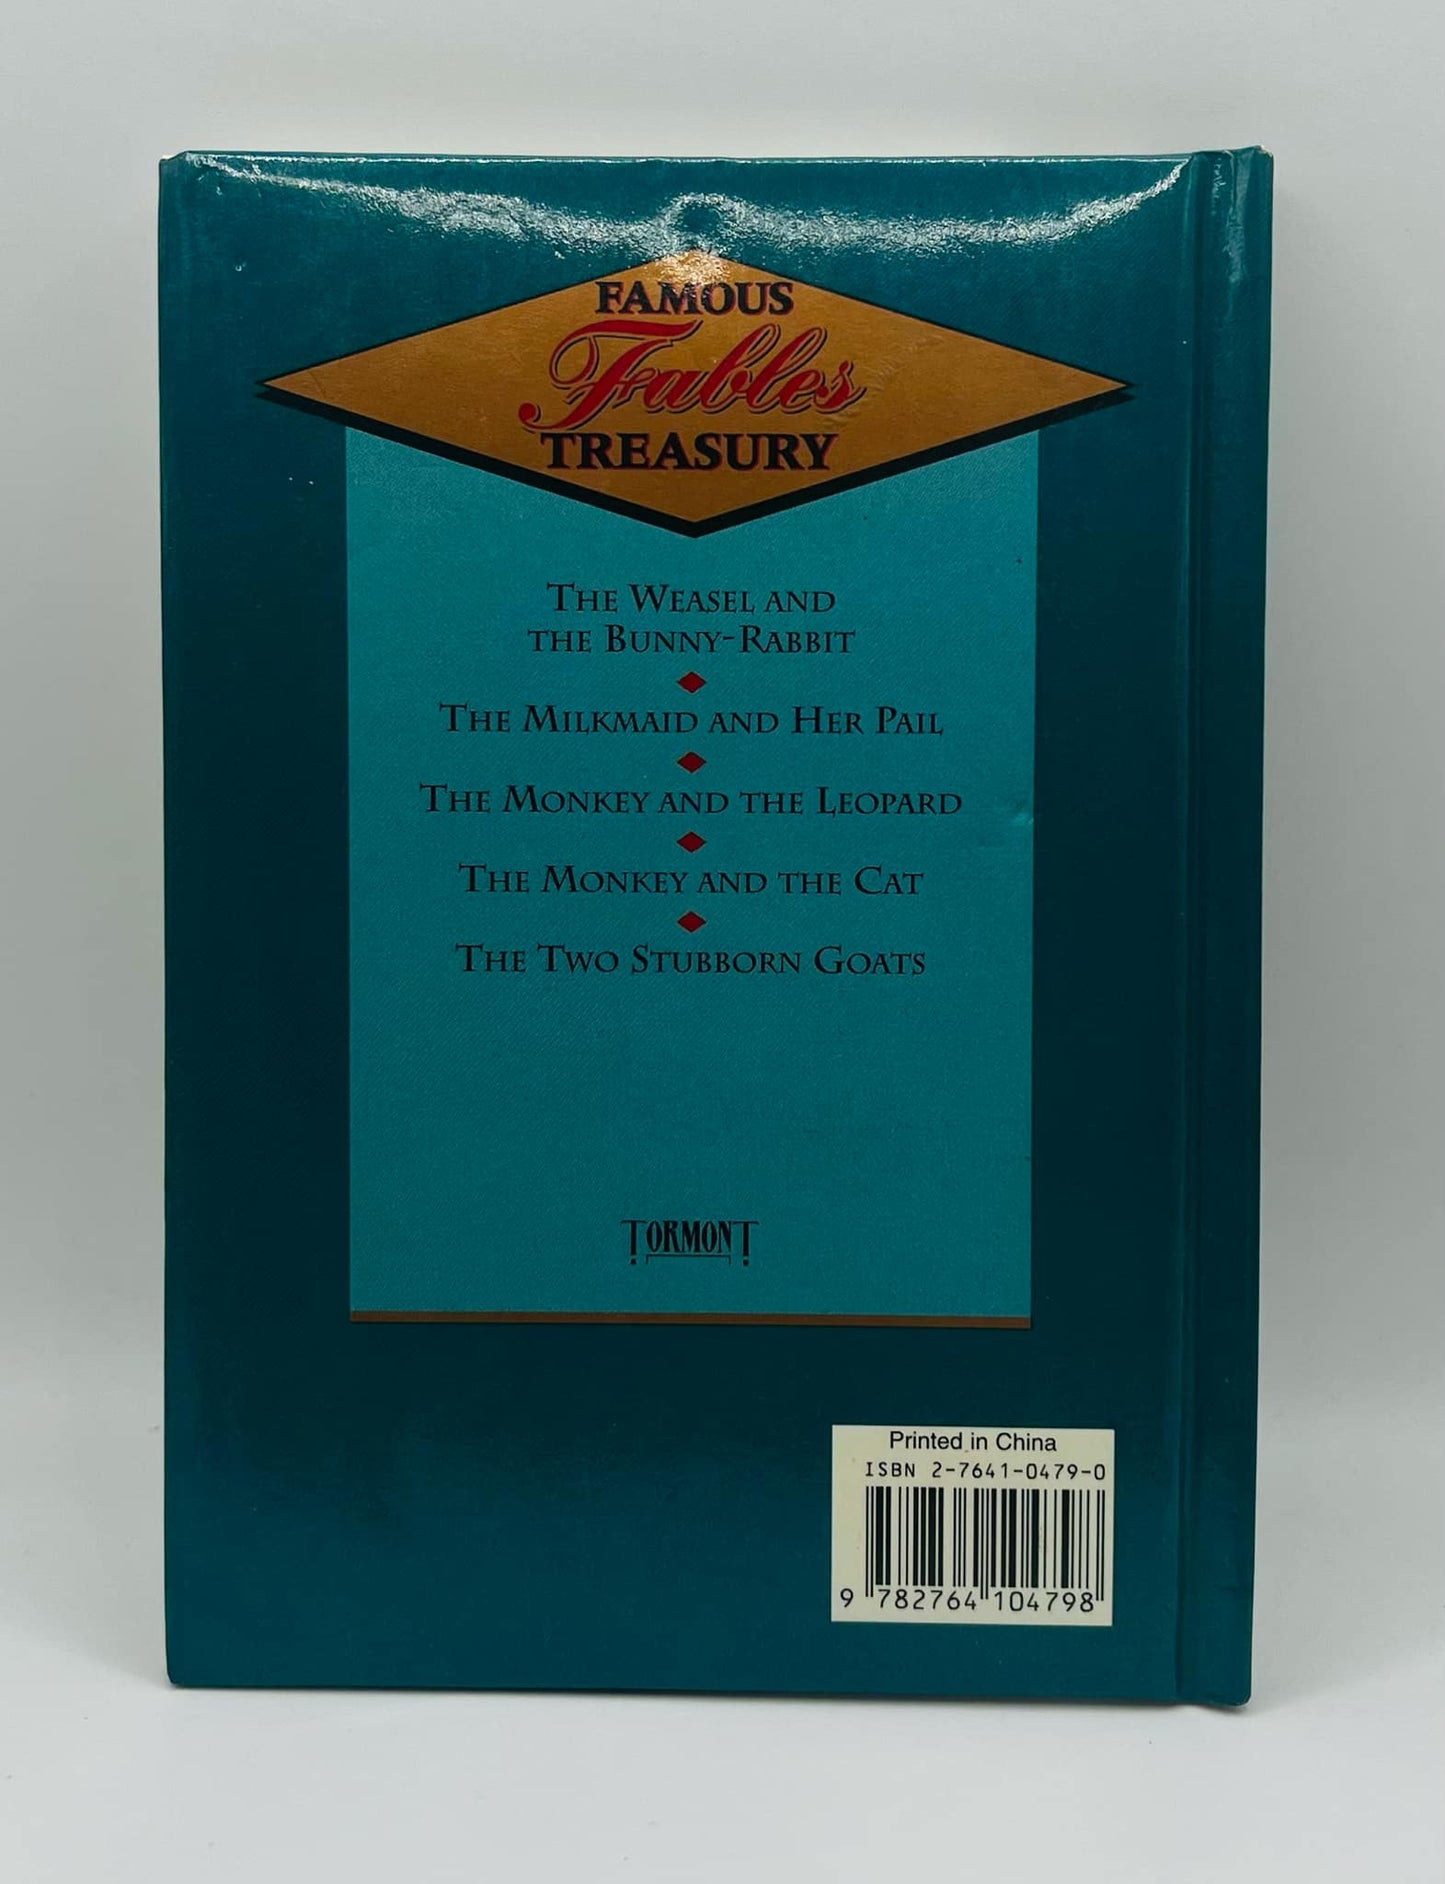 FAMOUS
Fables
TREASURY
THE WEASEL AND
THE BUNNY-RABBIT
THE MILKMAID AND HER PAIL
THE MONKEY AND THE LEOPARD
THE MONKEY AND THE CAT
THE TWO STUBBORN GOATS
TORMONT
Printed in China
ISBN 2-7641-0479-0
9 782764 104798